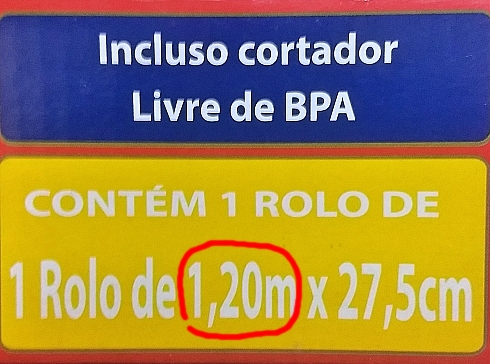 Incluso cortador
Livre de BPA
CONTÉM 1 ROLO DE
1 Rolo de 1,20m x 27,5cm